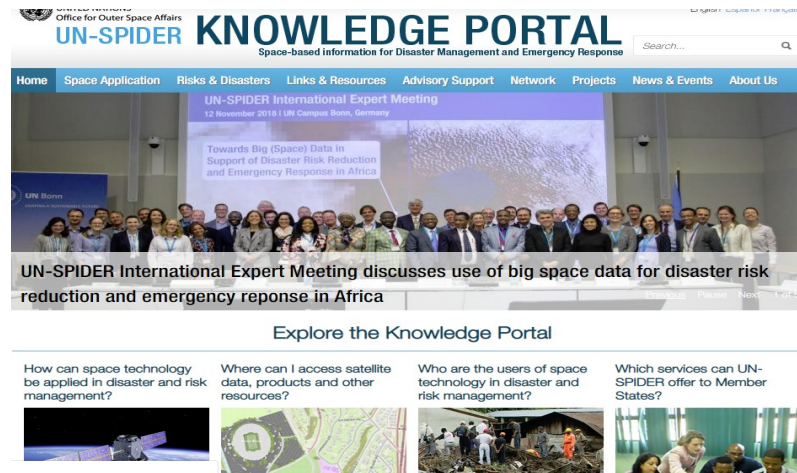 UNITED NATIONS
Office for Outer Space Affairs
UN-SPIDER KNOWLEDGE PORTAL
Space-based information for Disaster Management and Emergency Response
English Español Français
Search...
Home Space Application Risks & Disasters Links & Resources Advisory Support Network Projects News & Events About Us
UN-SPIDER International Expert Meeting
12 November 2018 | UN Campus Bonn, Germany
Towards Big (Space) Data in
Support of Disaster Risk Reduction
and Emergency Response in Africa
UN Bonn
UN-SPIDER International Expert Meeting discusses use of big space data for disaster risk
reduction and emergency reponse in Africa
Previous Pause Next 1 of
Explore the Knowledge Portal
How can space technology
be applied in disaster and risk
management?
Where can I access satellite
data, products and other
resources?
Who are the users of space
technology in disaster and
risk management?
Which services can UN-
SPIDER offer to Member
States?